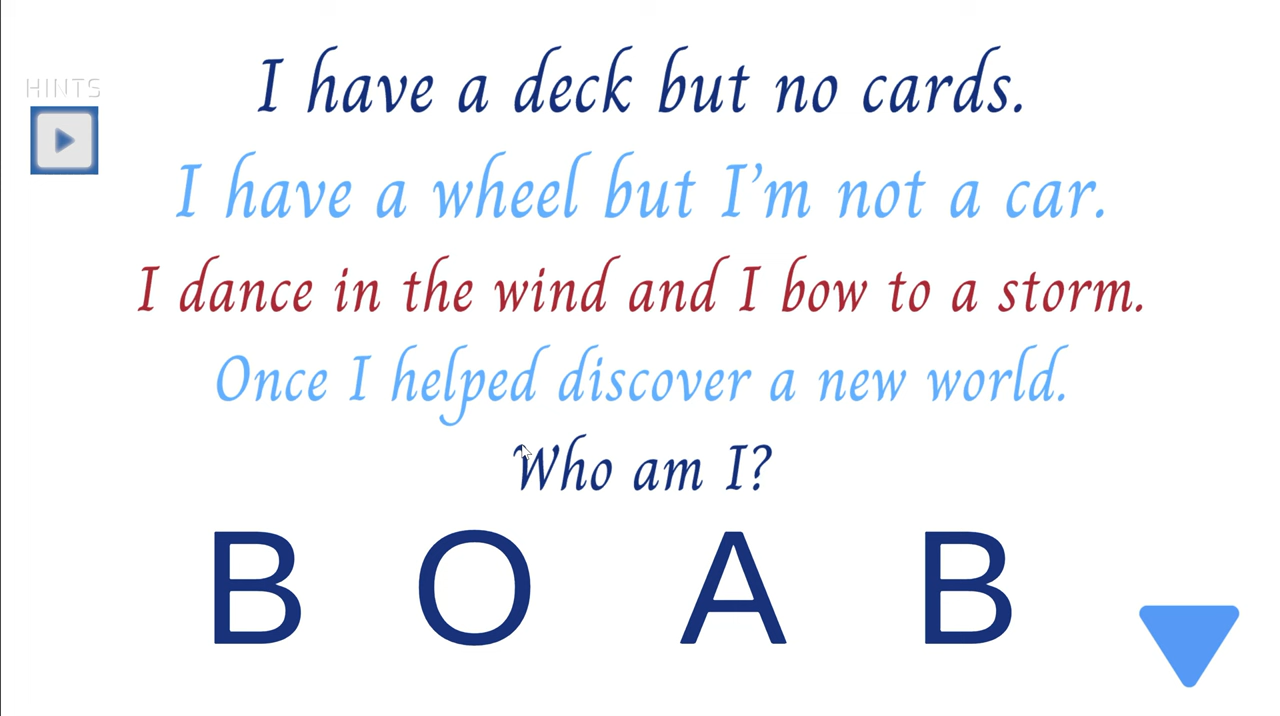 HINTS
I have a deck but no cards.
I have a wheel but I'm not a car.
I dance in the wind and I bow to a storm.
Once I helped discover a new world.
Who am I?
B O A B